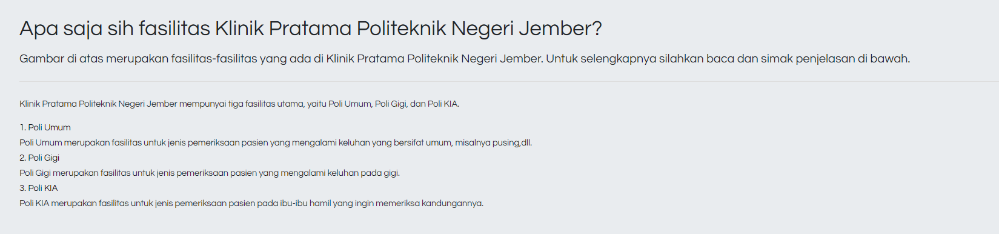 Apa saja sih fasilitas Klinik Pratama Politeknik Negeri Jember?
Gambar di atas merupakan fasilitas-fasilitas yang ada di Klinik Pratama Politeknik Negeri Jember. Untuk selengkapnya silahkan baca dan simak penjelasan di bawah.
Klinik Pratama Politeknik Negeri Jember mempunyai tiga fasilitas utama, yaitu Poli Umum, Poli Gigi, dan Poli KIA.
1. Poli Umum
Poli Umum merupakan fasilitas untuk jenis pemeriksaan pasien yang mengalami keluhan yang bersifat umum, misalnya pusing,dll.
2. Poli Gigi
Poli Gigi merupakan fasilitas untuk jenis pemeriksaan pasien yang mengalami keluhan pada gigi.
3. Poli KIA
Poli KIA merupakan fasilitas untuk jenis pemeriksaan pasien pada ibu-ibu hamil yang ingin memeriksa kandungannya.